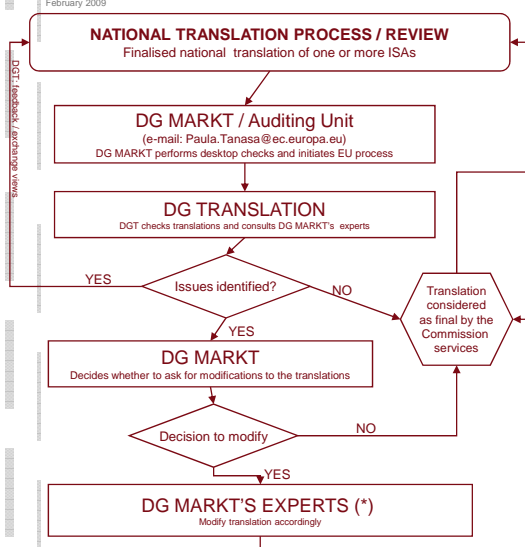 February 2009
NATIONAL TRANSLATION PROCESS / REVIEW
Finalised national translation of one or more ISAs
DGT: feedback / exchange views
DG MARKT / Auditing Unit
(e-mail: Paula.Tanasa@ec.europa.eu)
DG MARKT performs desktop checks and initiates EU process
DG TRANSLATION
DGT checks translations and consults DG MARKT's experts
YES
Issues identified?
NO
Translation
considered
as final by the
Commission
services
YES
DG MARKT
Decides whether to ask for modifications to the translations
Decision to modify
NO
YES
DG MARKT'S EXPERTS (*)
Modify translation accordingly